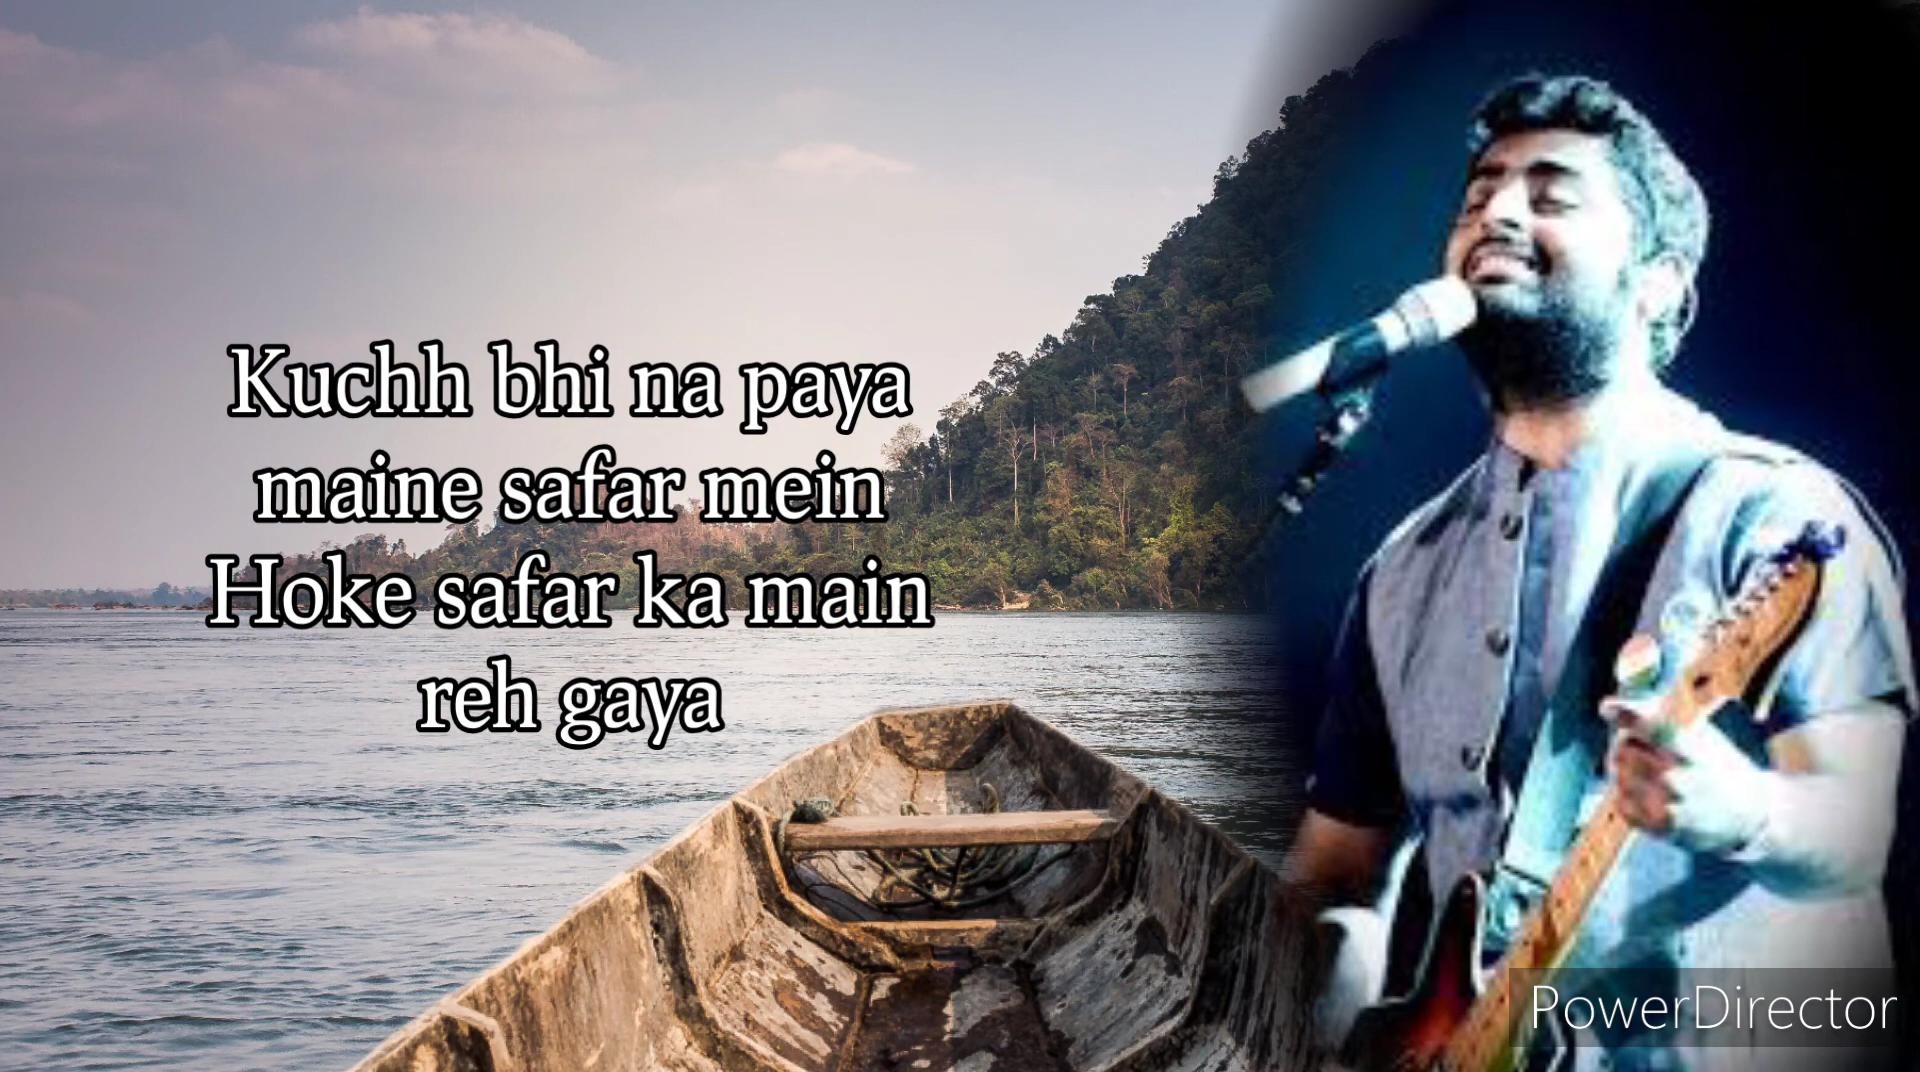 Kuchh bhi na paya
maine safar mein
Hoke safar ka main
reh gaya
PowerDirector